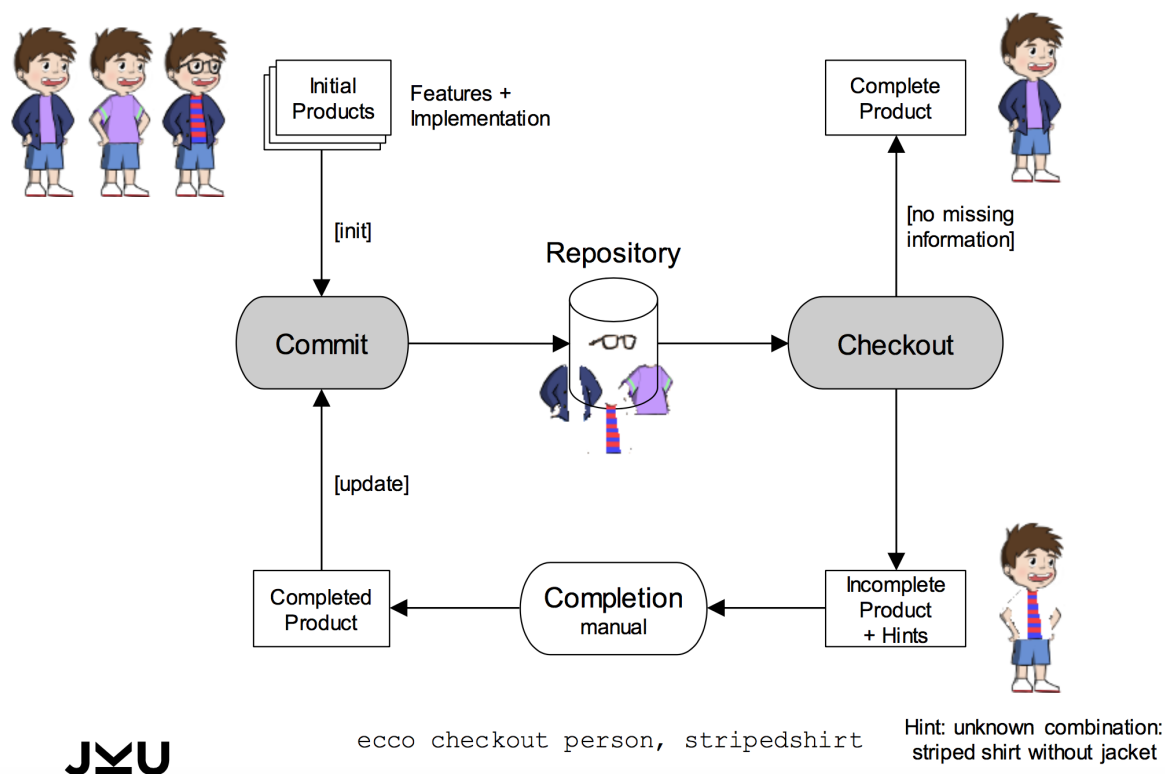 Initial
Products
Features +
Implementation
Complete
Product
[init]
[no missing
information]
Repository
Commit
Checkout
[update]
Completed
Product
Completion
manual
Incomplete
Product
+ Hints
ecco checkout person, stripedshirt
Hint: unknown combination:
striped shirt without jacket
JKU